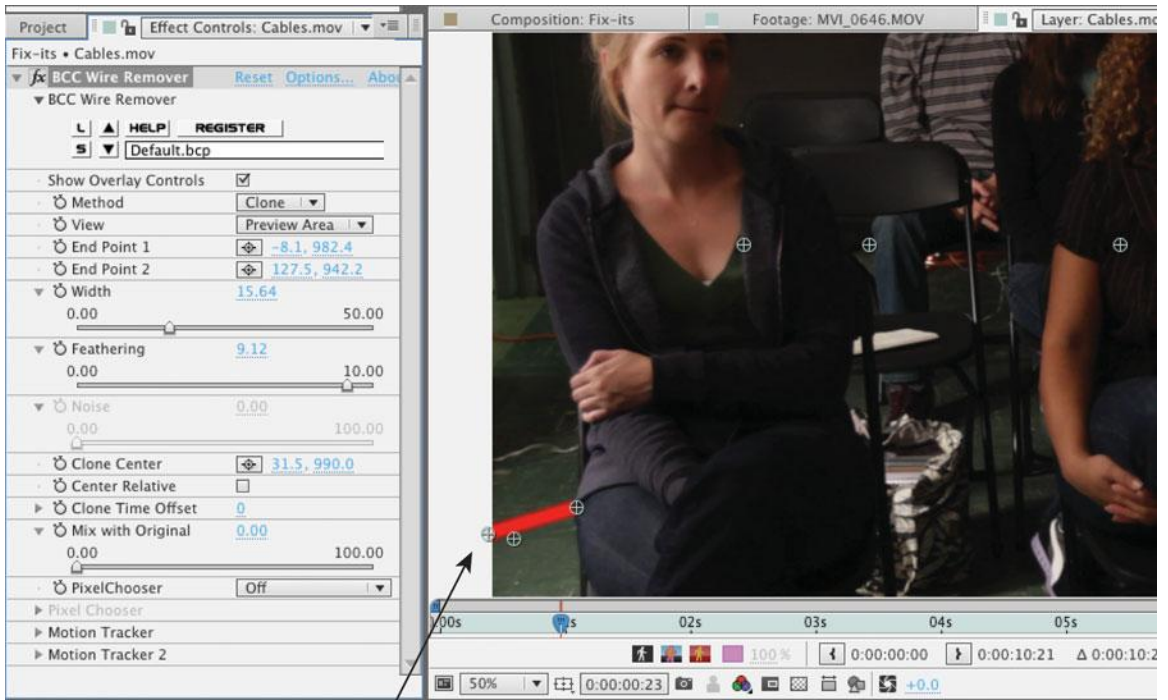 Project
Effect Controls: Cables.mov
Fix-its • Cables.mov
fx BCC Wire Remover Reset Options...
BCC Wire Remover
L HELP REGISTER
S Default.bcp
Show Overlay Controls
Method Clone
View Preview Area
End Point 1 -8.1, 982.4
End Point 2 127.5, 942.2
Width 15.64
0.00 50.00
Feathering 9.12
0.00 10.00
Noise 0.00
0.00 100.00
Clone Center 31.5, 990.0
Center Relative
Clone Time Offset 0
Mix with Original 0.00
0.00 100.00
PixelChooser Off
Pixel Chooser
Motion Tracker
Motion Tracker 2
Composition: Fix-its
Footage: MVI_0646.MOV
Layer: Cables.mo
02s 03s 04s 05s
100% 0:00:00:00 0:00:10:21 Δ 0:00:10:2
50% 0:00:00:23 +0.0